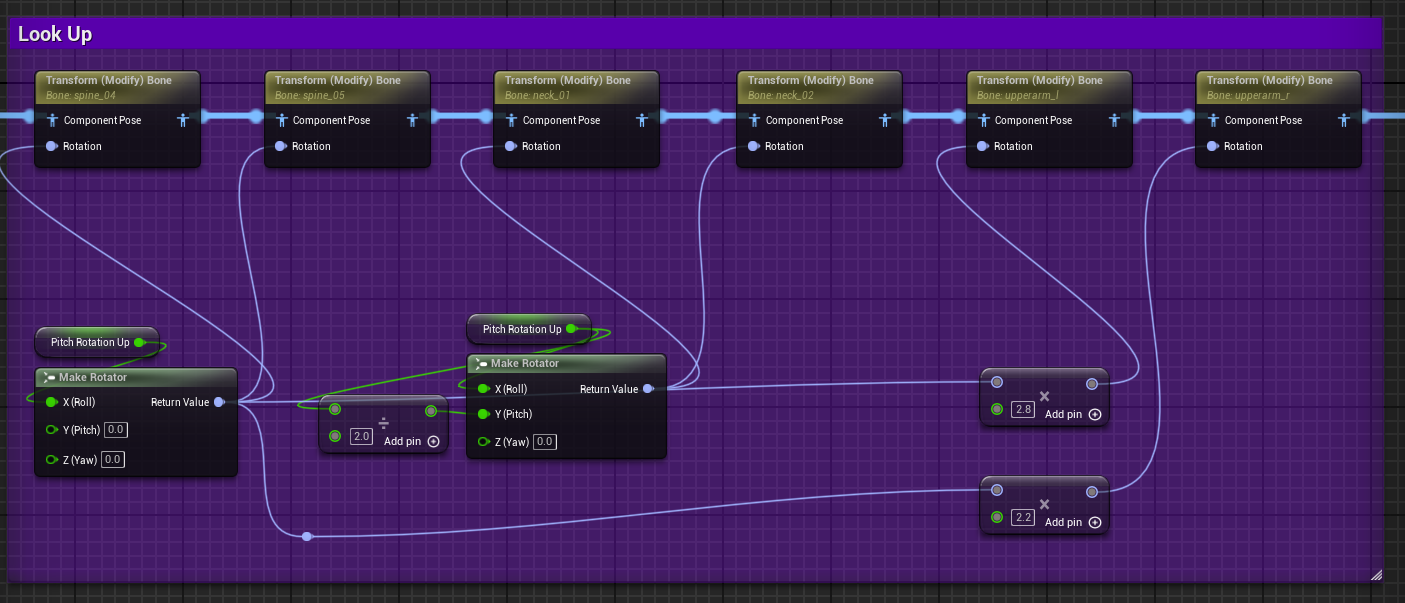 Look Up
Transform (Modify) Bone
Bone: spine_04
Component Pose
Rotation
Transform (Modify) Bone
Bone: spine_05
Component Pose
Rotation
Transform (Modify) Bone
Bone: neck_01
Component Pose
Rotation
Transform (Modify) Bone
Bone: neck_02
Component Pose
Rotation
Transform (Modify) Bone
Bone: upperarm_l
Component Pose
Rotation
Transform (Modify) Bone
Bone: upperarm_r
Component Pose
Rotation
Pitch Rotation Up
Make Rotator
X (Roll) Return Value
Y (Pitch) 0.0
Z (Yaw) 0.0
÷
2.0 Add pin
Pitch Rotation Up
Make Rotator
X (Roll) Return Value
Y (Pitch)
Z (Yaw) 0.0
×
2.8 Add pin
×
2.2 Add pin